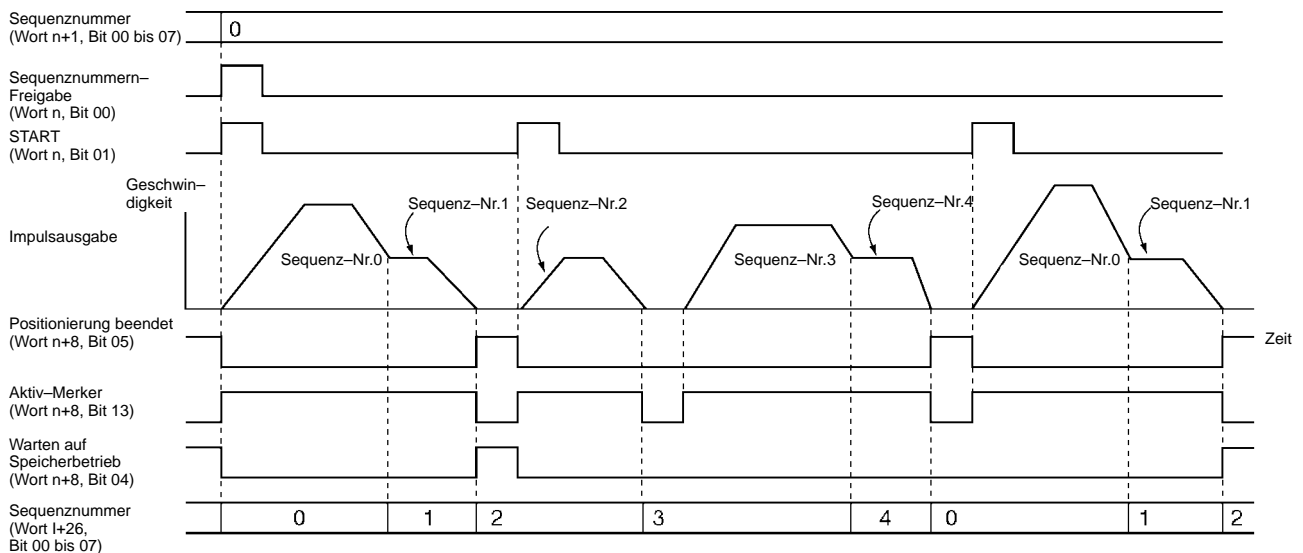 Sequenznummer
(Wort n+1, Bit 00 bis 07)
0
Sequenznummern–
Freigabe
(Wort n, Bit 00)
START
(Wort n, Bit 01)
Geschwin–
digkeit
Impulsausgabe
Sequenz–Nr.0
Sequenz–Nr.1
Sequenz–Nr.2
Sequenz–Nr.3
Sequenz–Nr.4
Sequenz–Nr.0
Sequenz–Nr.1
Positionierung beendet
(Wort n+8, Bit 05)
Zeit
Aktiv–Merker
(Wort n+8, Bit 13)
Warten auf
Speicherbetrieb
(Wort n+8, Bit 04)
Sequenznummer
(Wort I+26,
Bit 00 bis 07)
0 1 2 3 4 0 1 2